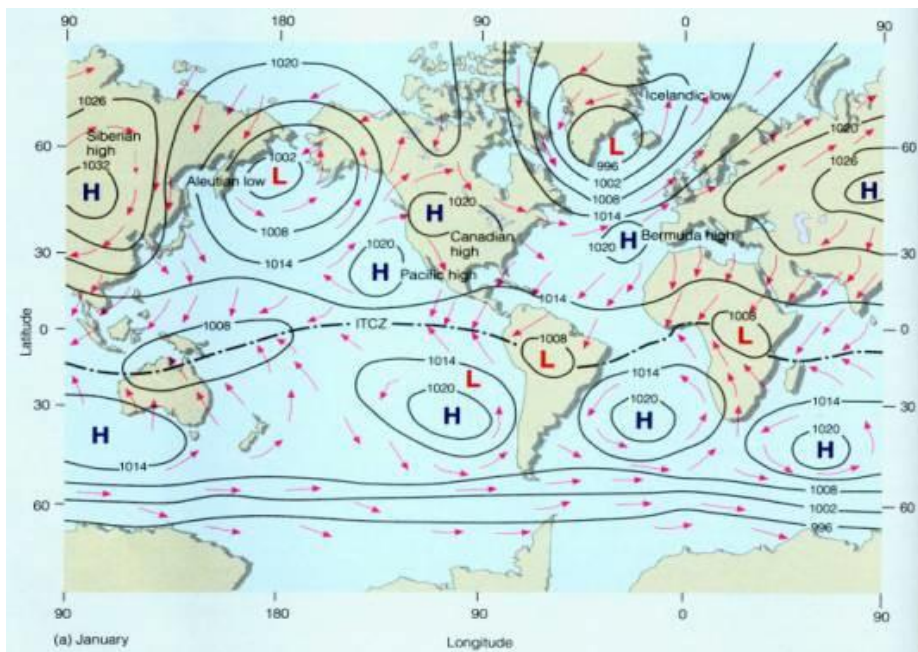 90
180
90
0
90
1020
1026
Siberian
high
1032
H
60
Aleutian low
1002
L
1008
1014
1020
H
Canadian
high
1020
H
Pacific high
Icelandic low
L
996
1002
1008
1014
1020
H
Bermuda high
1020
1026
H
60
30
30
1014
Latitude
0
1008
ITCZ
1008
L
1008
L
0
1014
L
1020
H
1014
1020
H
1014
1020
H
30
H
1014
30
60
1008
1002
996
60
90
180
90
0
90
(a) January
Longitude